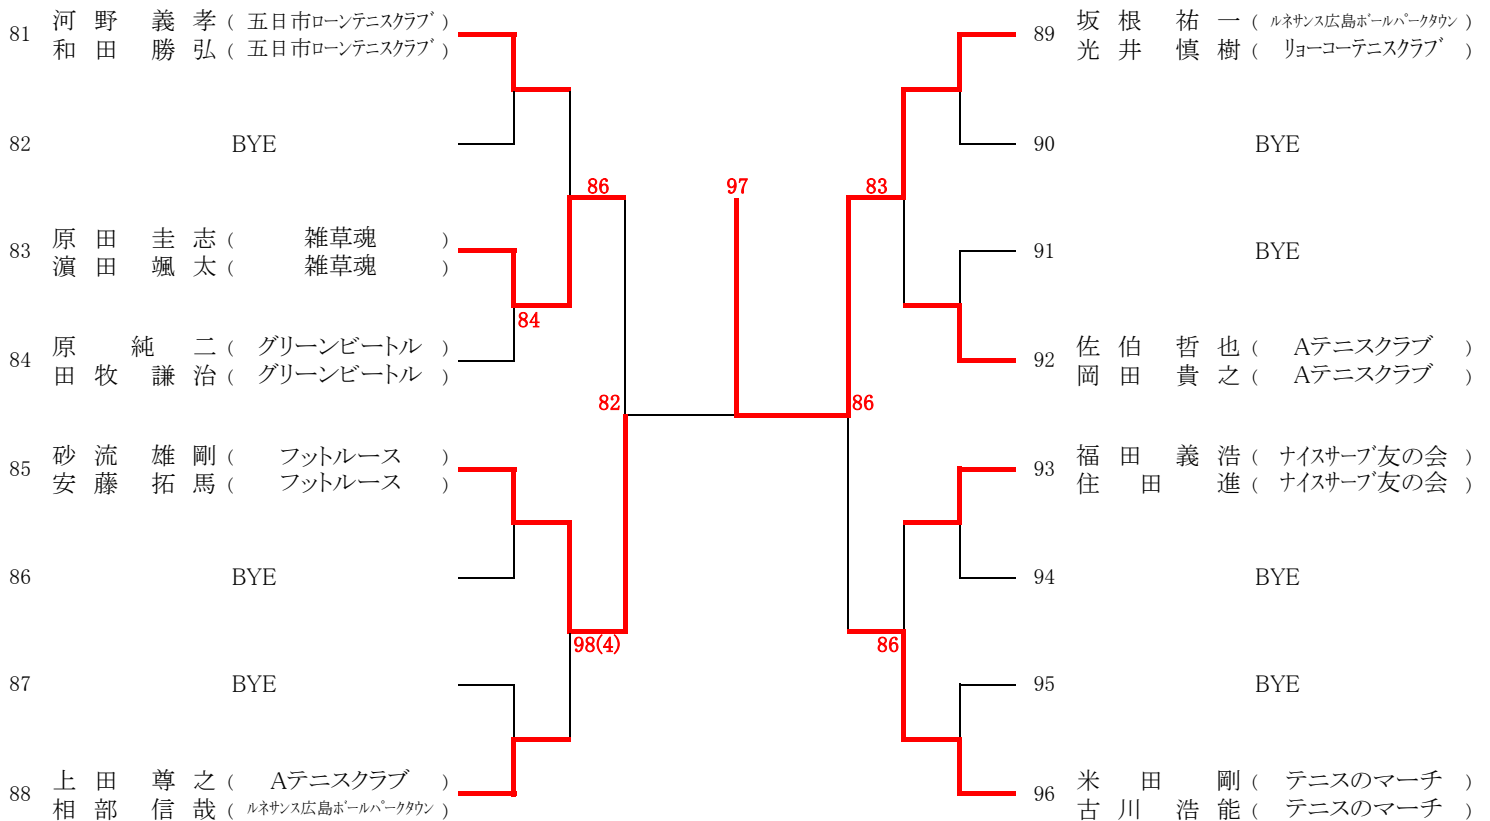 81 河野 義孝 ( 五日市ローンテニスクラブ )
和田 勝弘 ( 五日市ローンテニスクラブ )
82 BYE
86
83 原田 圭志 ( 雑草魂 )
濵田 颯太 ( 雑草魂 )
84
84 原 純二 ( グリーンビートル )
田牧 謙治 ( グリーンビートル )
82
85 砂流 雄剛 ( フットルース )
安藤 拓馬 ( フットルース )
86 BYE
98(4)
87 BYE
88 上田 尊之 ( Aテニスクラブ )
相部 信哉 ( ルネサンス広島ボールパークタウン )
97
89 坂根 祐一 ( ルネサンス広島ボールパークタウン )
光井 慎樹 ( リョーコーテニスクラブ )
90 BYE
83
91 BYE
92 佐伯 哲也 ( Aテニスクラブ )
岡田 貴之 ( Aテニスクラブ )
86
93 福田 義浩 ( ナイスサーブ友の会 )
住田 進 ( ナイスサーブ友の会 )
94 BYE
86
95 BYE
96 米田 剛 ( テニスのマーチ )
古川 浩能 ( テニスのマーチ )